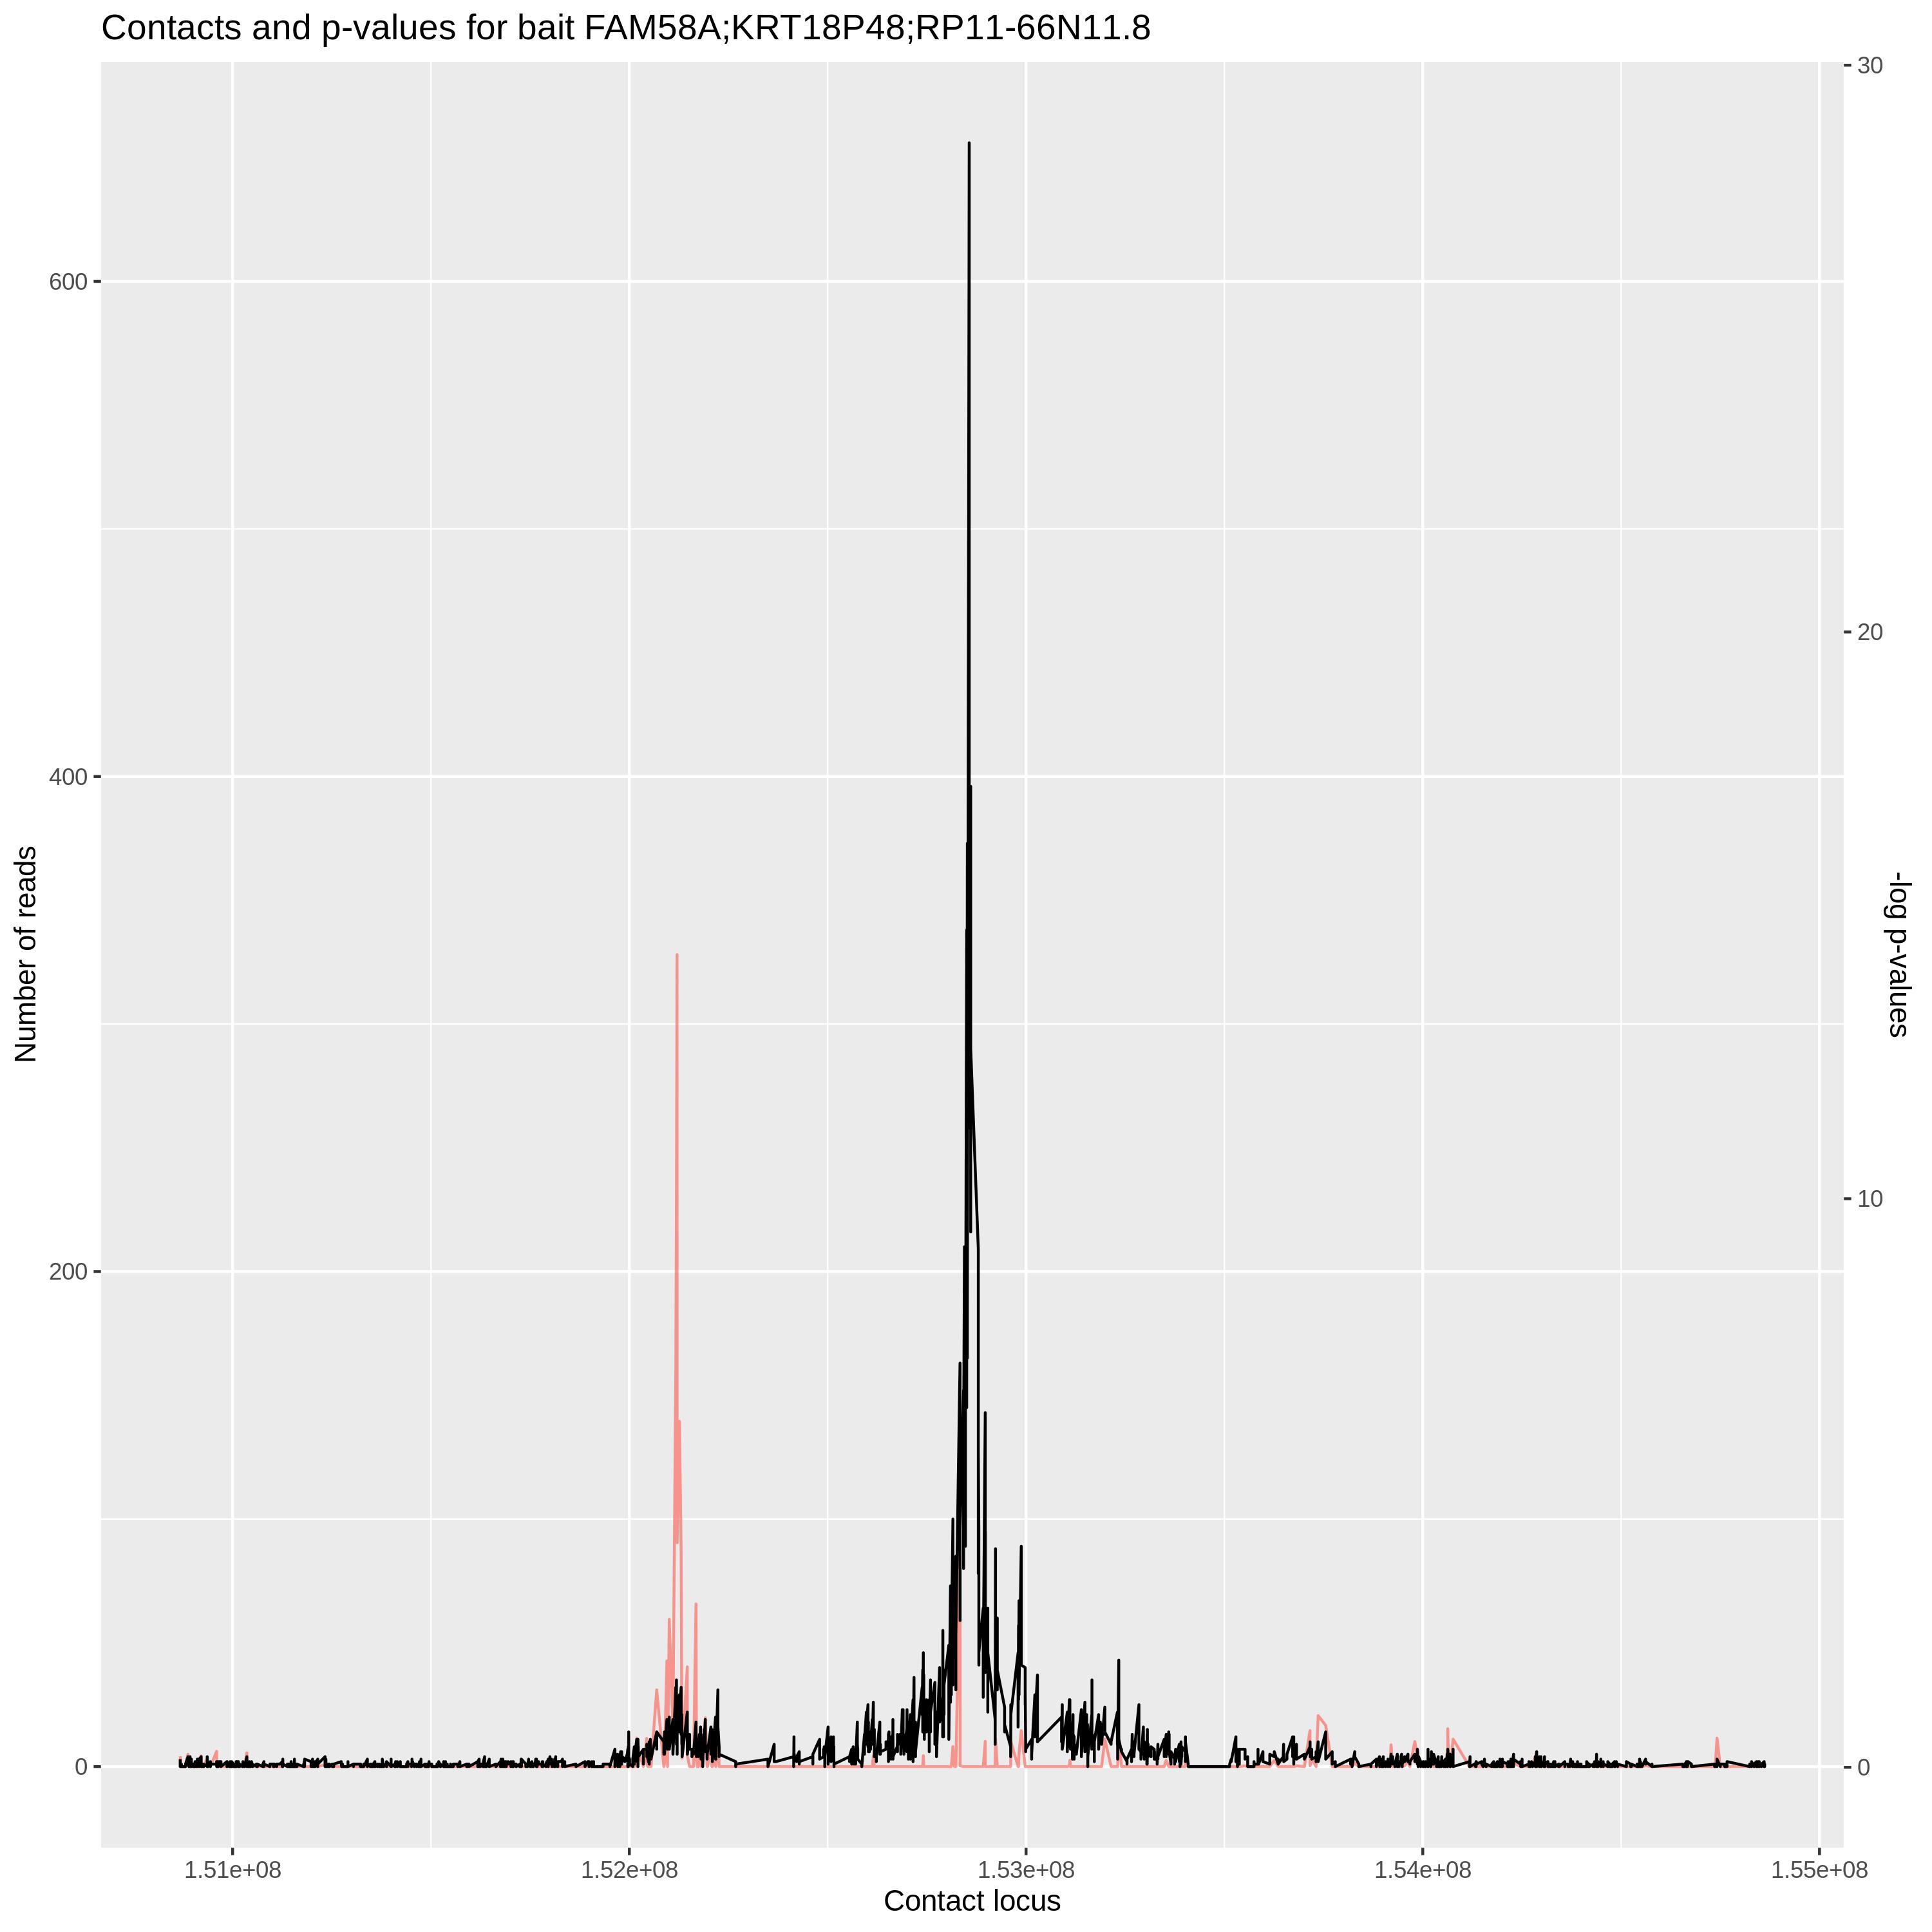 Contacts and p-values for bait FAM58A;KRT18P48;RP11-66N11.8
30
600
20
400
Number of reads
-log p-values
10
200
0
0
1.51e+08
1.52e+08
1.53e+08
1.54e+08
1.55e+08
Contact locus